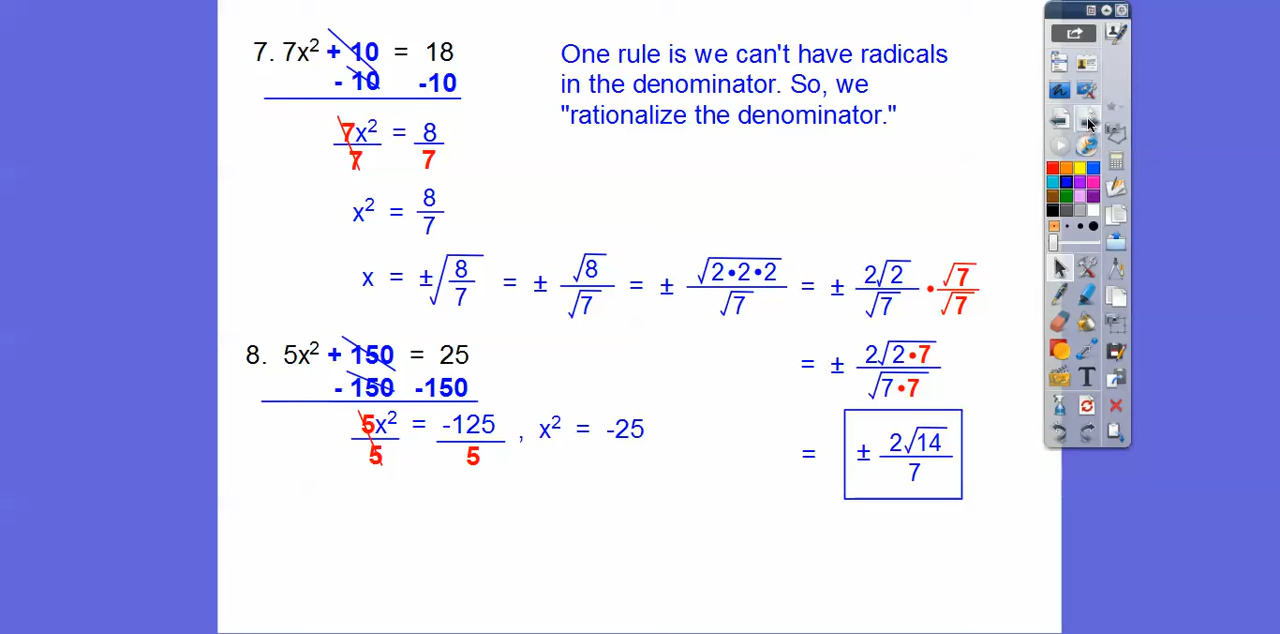 7. 7x² + 10 = 18
- 10 -10
7x² = 8
7 7
x² = 8/7
x = ±√(8/7) = ± √8/√7 = ± √(2•2•2)/√7 = ± 2√2/√7 • √7/√7
One rule is we can't have radicals
in the denominator. So, we
"rationalize the denominator."
= ± 2√(2•7)/√(7•7)
= ± 2√14/7
8. 5x² + 150 = 25
- 150 -150
5x² = -125 , x² = -25
5 5
T